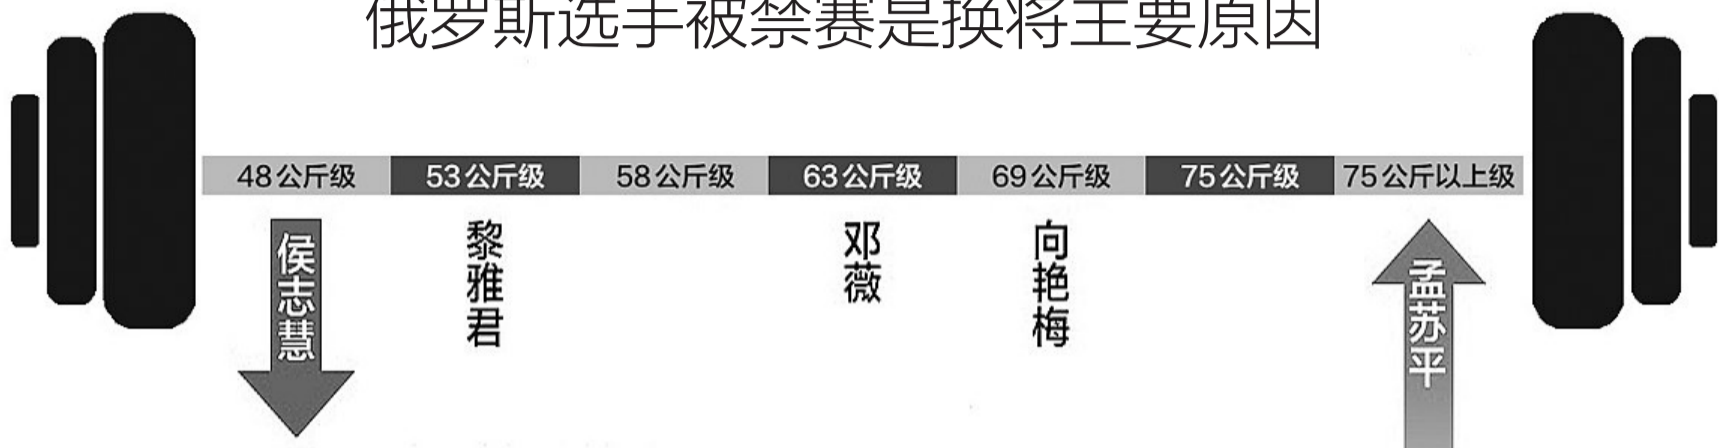 俄罗斯选手被禁赛是换将主要原因
48公斤级
53公斤级
58公斤级
63公斤级
69公斤级
75公斤级
75公斤以上级
侯志慧
黎雅君
邓薇
向艳梅
孟苏平